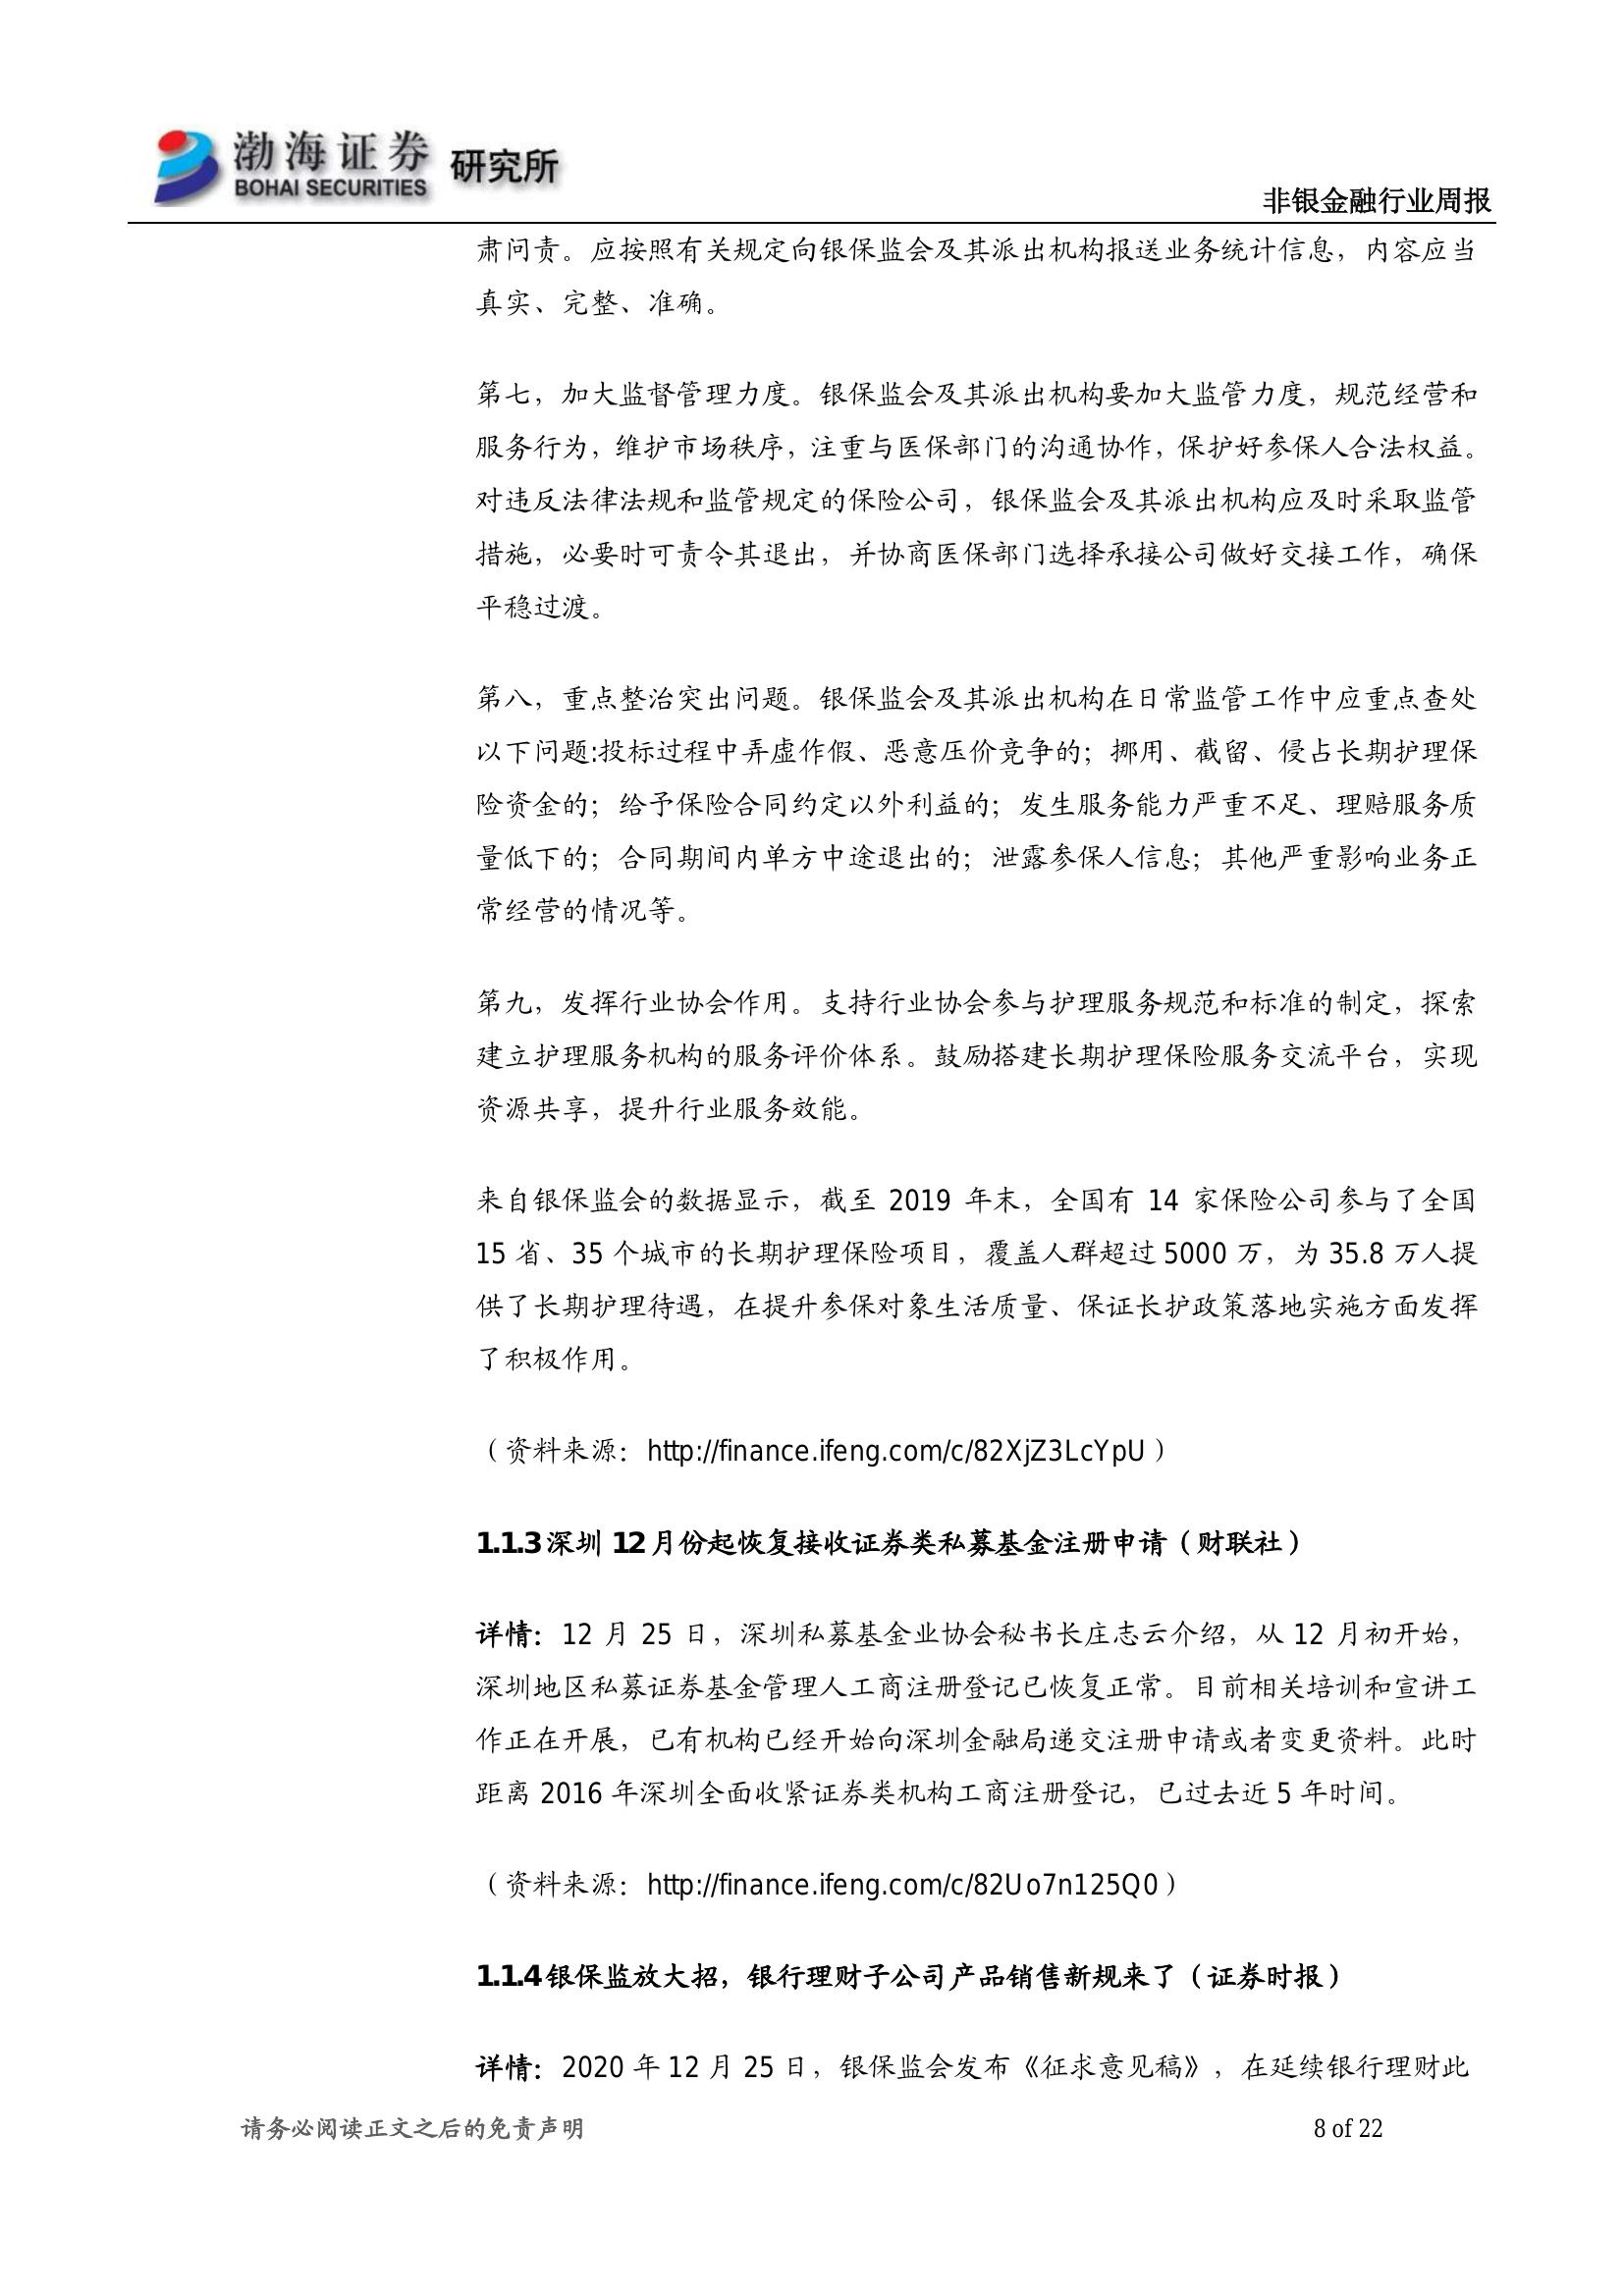 渤海证券 研究所
BOHAI SECURITIES
非银金融行业周报
肃问责。应按照有关规定向银保监会及其派出机构报送业务统计信息，内容应当
真实、完整、准确。
第七，加大监督管理力度。银保监会及其派出机构要加大监管力度，规范经营和
服务行为，维护市场秩序，注重与医保部门的沟通协作，保护好参保人合法权益。
对违反法律法规和监管规定的保险公司，银保监会及其派出机构应及时采取监管
措施，必要时可责令其退出，并协商医保部门选择承接公司做好交接工作，确保
平稳过渡。
第八，重点整治突出问题。银保监会及其派出机构在日常监管工作中应重点查处
以下问题:投标过程中弄虚作假、恶意压价竞争的；挪用、截留、侵占长期护理保
险资金的；给予保险合同约定以外利益的；发生服务能力严重不足、理赔服务质
量低下的；合同期间内单方中途退出的；泄露参保人信息；其他严重影响业务正
常经营的情况等。
第九，发挥行业协会作用。支持行业协会参与护理服务规范和标准的制定，探索
建立护理服务机构的服务评价体系。鼓励搭建长期护理保险服务交流平台，实现
资源共享，提升行业服务效能。
来自银保监会的数据显示，截至 2019 年末，全国有 14 家保险公司参与了全国
15 省、35 个城市的长期护理保险项目，覆盖人群超过 5000 万，为 35.8 万人提
供了长期护理待遇，在提升参保对象生活质量、保证长护政策落地实施方面发挥
了积极作用。
（资料来源：http://finance.ifeng.com/c/82XjZ3LcYpU）
1.1.3 深圳 12 月份起恢复接收证券类私募基金注册申请（财联社）
详情：12 月 25 日，深圳私募基金业协会秘书长庄志云介绍，从 12 月初开始，
深圳地区私募证券基金管理人工商注册登记已恢复正常。目前相关培训和宣讲工
作正在开展，已有机构已经开始向深圳金融局递交注册申请或者变更资料。此时
距离 2016 年深圳全面收紧证券类机构工商注册登记，已过去近 5 年时间。
（资料来源：http://finance.ifeng.com/c/82Uo7n125Q0）
1.1.4 银保监放大招，银行理财子公司产品销售新规来了（证券时报）
详情：2020 年 12 月 25 日，银保监会发布《征求意见稿》，在延续银行理财此
请务必阅读正文之后的免责声明
8 of 22